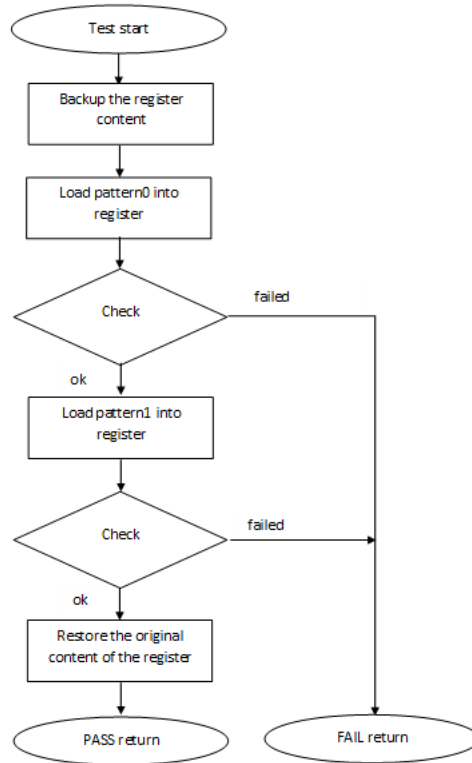 Test start
Backup the register
content
Load pattern0 into
register
Check
failed
ok
Load pattern1 into
register
Check
failed
ok
Restore the original
content of the register
PASS return
FAIL return